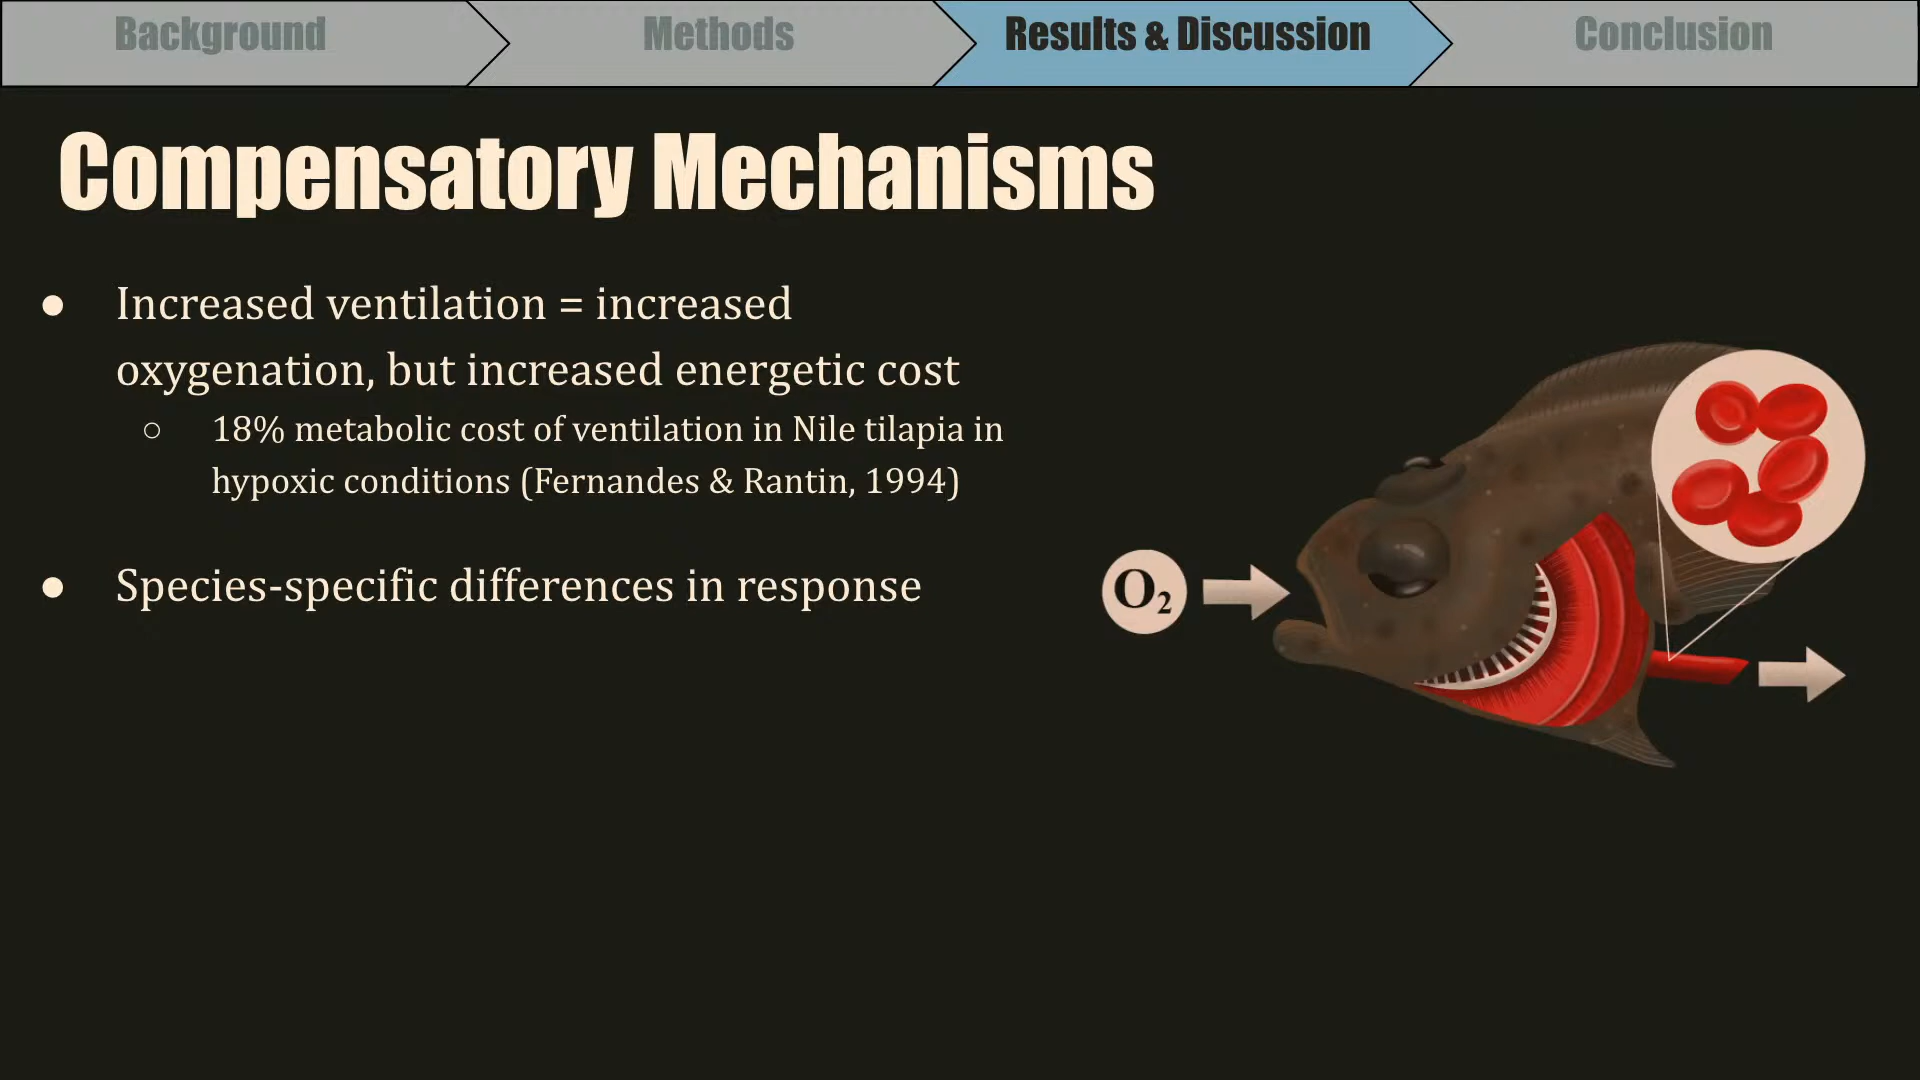 Background
Methods
Results & Discussion
Conclusion
Compensatory Mechanisms
● Increased ventilation = increased
oxygenation, but increased energetic cost
○ 18% metabolic cost of ventilation in Nile tilapia in
hypoxic conditions (Fernandes & Rantin, 1994)
● Species-specific differences in response
O₂